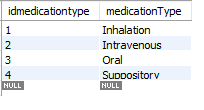 idmedicationtype medicationType
1 Inhalation
2 Intravenous
3 Oral
4 Suppository
NULL NULL